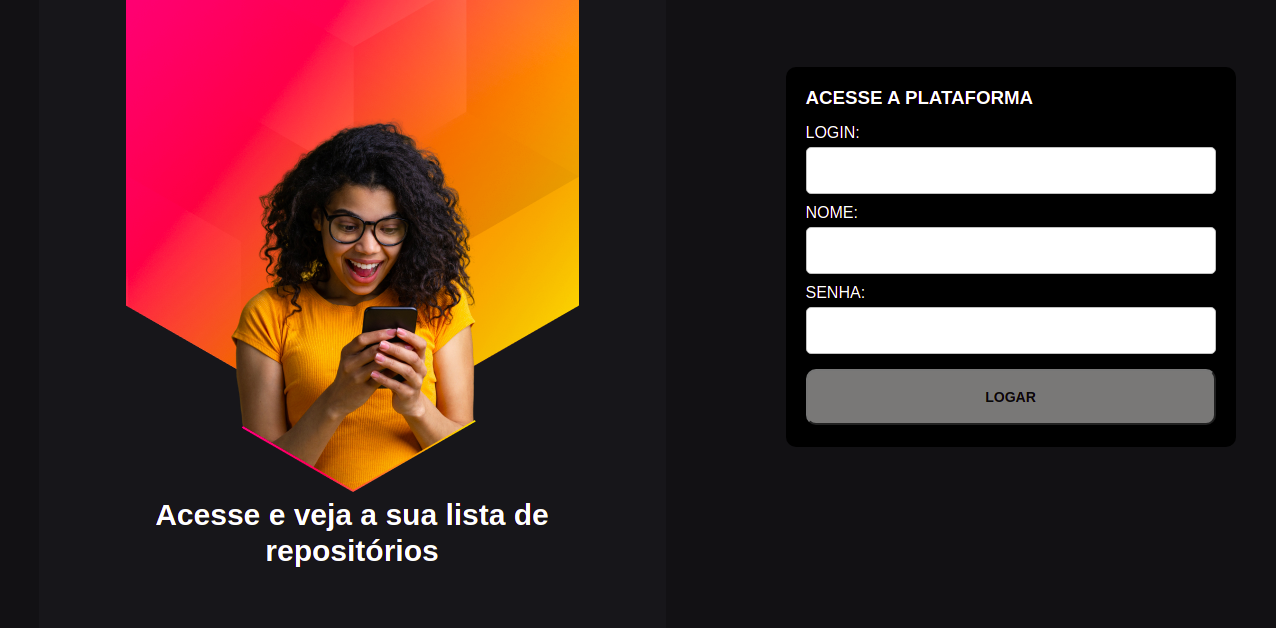 Acesse e veja a sua lista de
repositórios
ACESSE A PLATAFORMA
LOGIN:
NOME:
SENHA:
LOGAR